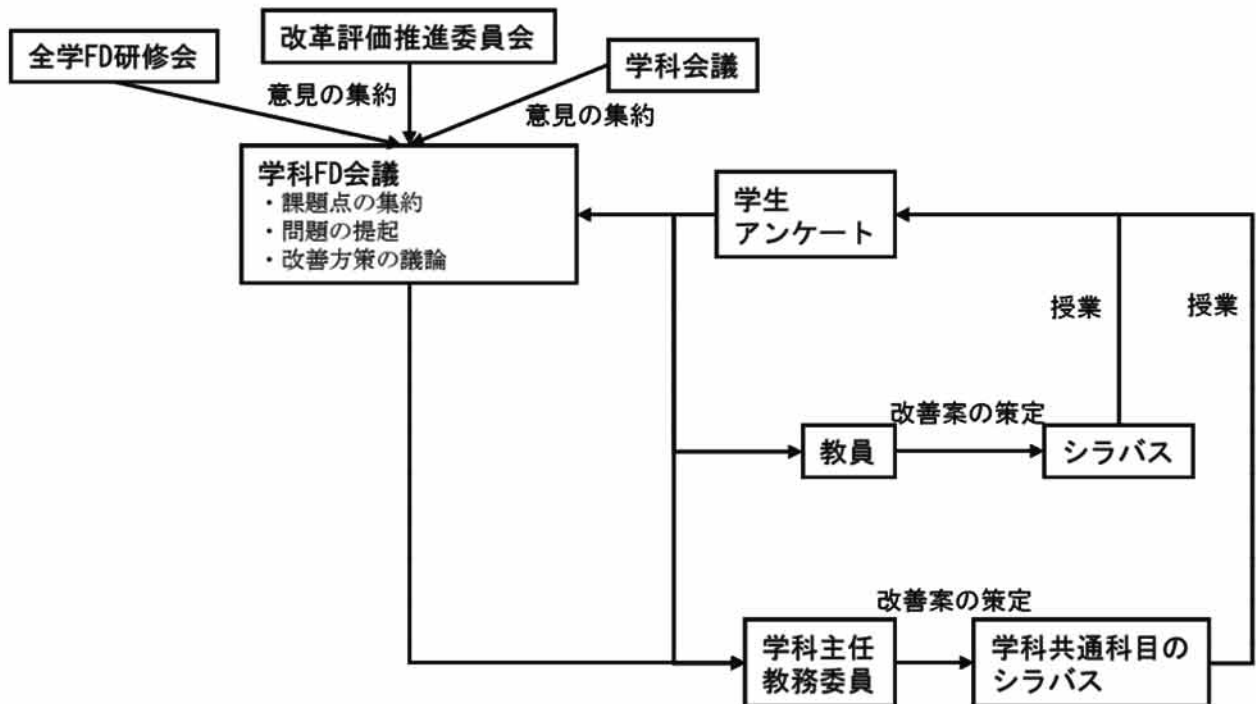 全学FD研修会
改革評価推進委員会
学科会議
意見の集約
意見の集約
学科FD会議
・課題点の集約
・問題の提起
・改善方策の議論
学生
アンケート
授業
授業
改善案の策定
教員
シラバス
改善案の策定
学科主任
教務委員
学科共通科目の
シラバス